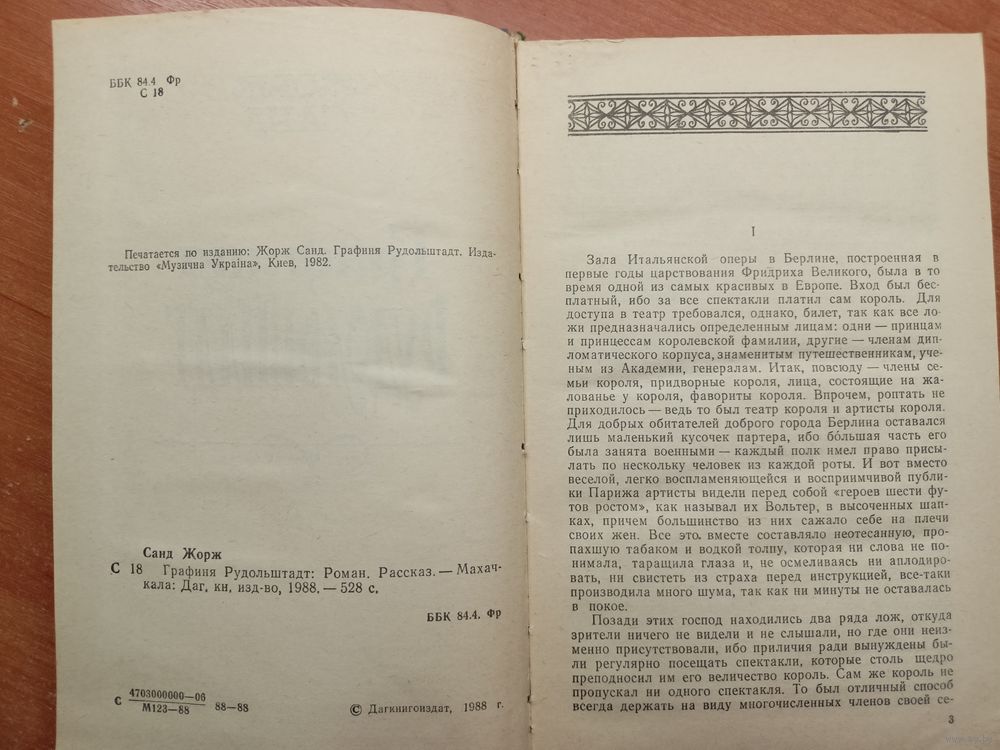 ББК 84.4 Фр
С 18
Печатается по изданию: Жорж Санд. Графиня Рудольштадт. Изда-
тельство «Музична Україна», Киев, 1982.
Санд Жорж
С 18 Графиня Рудольштадт: Роман. Рассказ. — Махач-
кала: Даг. кн. изд-во, 1988. — 528 с.
ББК 84.4. Фр
С 4703000000—06
М123—88
88—88
© Дагкнигоиздат, 1988 г.
I
Зала Итальянской оперы в Берлине, построенная в
первые годы царствования Фридриха Великого, была в то
время одной из самых красивых в Европе. Вход был бес-
платный, ибо за все спектакли платил сам король. Для
доступа в театр требовался, однако, билет, так как все ло-
жи предназначались определенным лицам: одни — принцам
и принцессам королевской фамилии, другие — членам дип-
ломатического корпуса, знаменитым путешественникам, уче-
ным из Академии, генералам. Итак, повсюду — члены се-
мьи короля, придворные короля, лица, состоящие на жа-
лованье у короля, фавориты короля. Впрочем, роптать не
приходилось — ведь то был театр короля и артисты короля.
Для добрых обитателей доброго города Берлина оставался
лишь маленький кусочек партера, ибо бо́льшая часть его
была занята военными — каждый полк имел право присы-
лать по нескольку человек из каждой роты. И вот вместо
веселой, легко воспламеняющейся и восприимчивой публи-
ки Парижа артисты видели перед собой «героев шести фу-
тов ростом», как называл их Вольтер, в высоченных шап-
ках, причем большинство из них сажало себе на плечи
своих жен. Все это. вместе составляло неотесанную, про-
пахшую табаком и водкой толпу, которая ни слова не по-
нимала, таращила глаза и, не осмеливаясь ни аплодиро-
вать, ни свистеть из страха перед инструкцией, все-таки
производила много шума, так как ни минуты не оставалась
в покое.
Позади этих господ находились два ряда лож, откуда
зрители ничего не видели и не слышали, но где они неиз-
менно присутствовали, ибо приличия ради вынуждены бы-
ли регулярно посещать спектакли, которые столь щедро
преподносил им его величество король. Сам же король не
пропускал ни одного спектакля. То был отличный способ
всегда держать на виду многочисленных членов своей се-
3